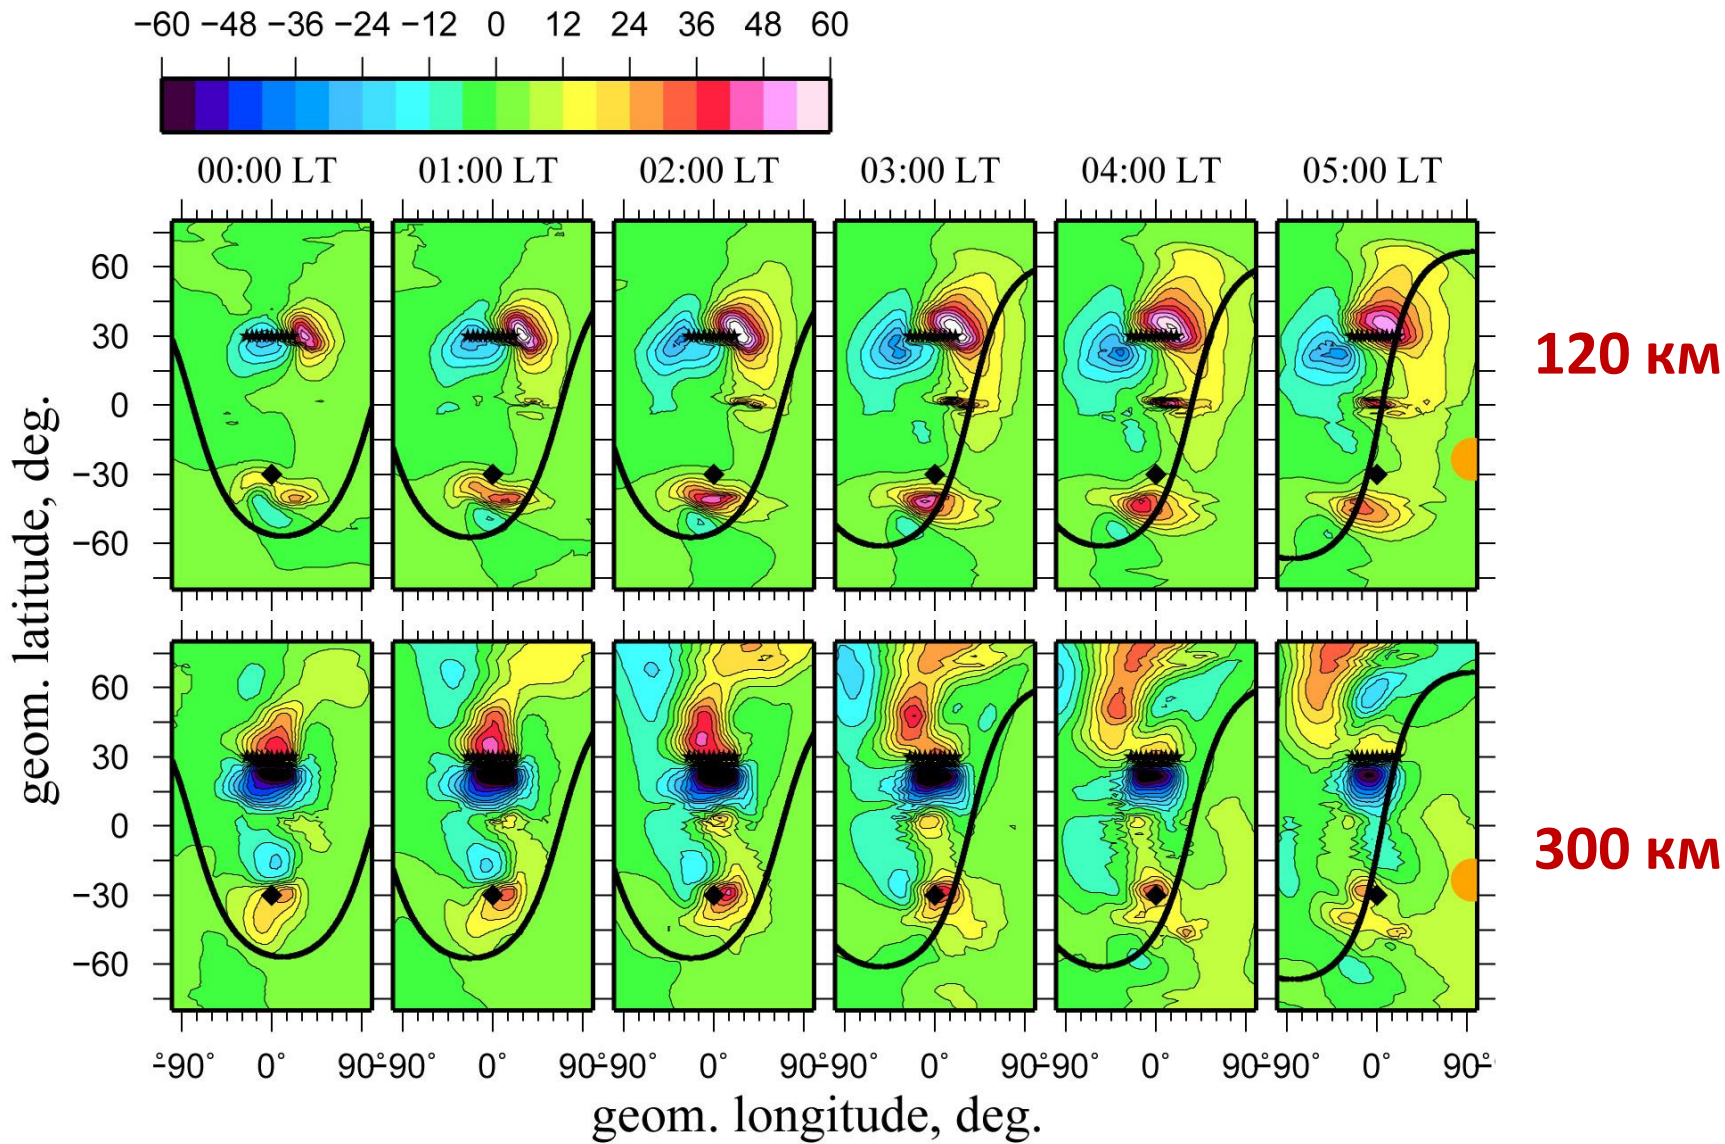 −60 −48 −36 −24 −12 0 12 24 36 48 60
00:00 LT 01:00 LT 02:00 LT 03:00 LT 04:00 LT 05:00 LT
60
30
0
−30
−60
120 км
geom. latitude, deg.
60
30
0
−30
−60
300 км
−90˚ 0˚ 90˚ −90˚ 0˚ 90˚ −90˚ 0˚ 90˚ −90˚ 0˚ 90˚ −90˚ 0˚ 90˚ −90˚ 0˚ 90˚
geom. longitude, deg.